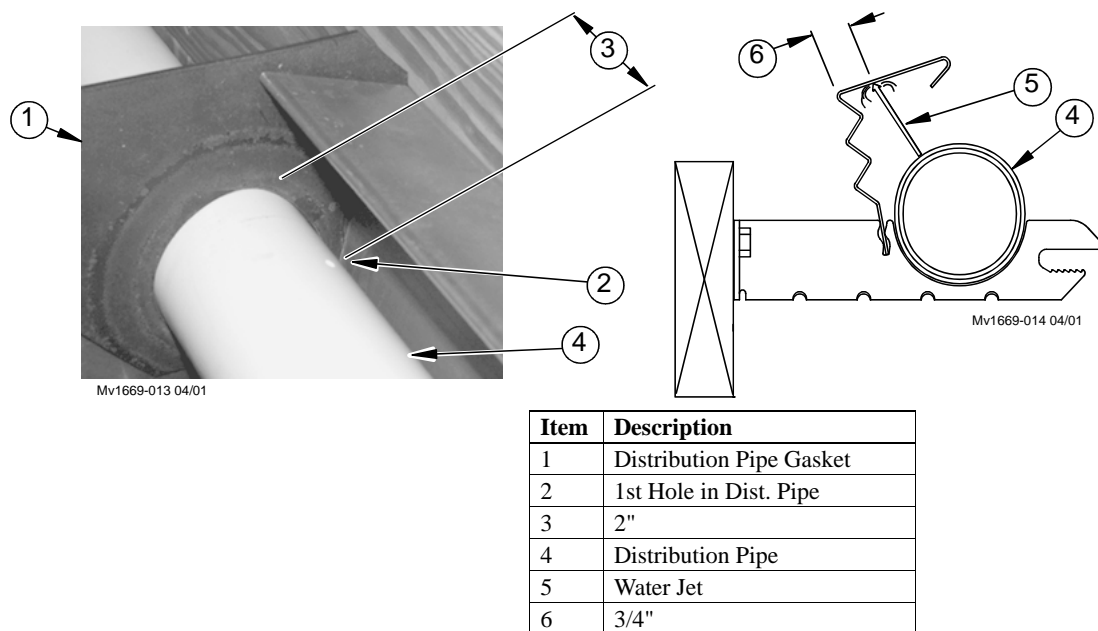 1
3
2
4
Mv1669-013 04/01
6
5
4
Mv1669-014 04/01
Item Description
1 Distribution Pipe Gasket
2 1st Hole in Dist. Pipe
3 2"
4 Distribution Pipe
5 Water Jet
6 3/4"